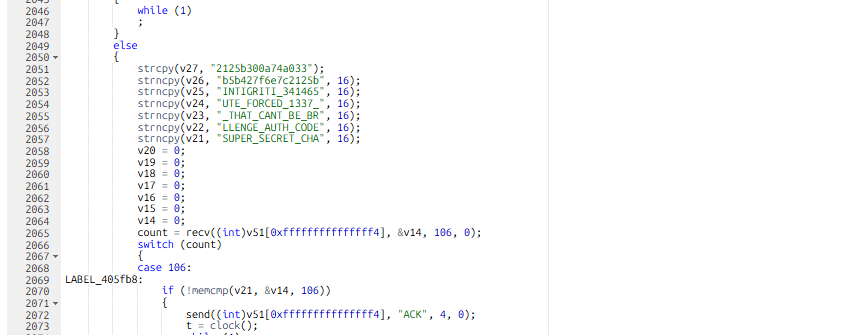 2046 while (1)
2047 ;
2048 }
2049 else
2050 {
2051 strcpy(v27, "2125b300a74a033");
2052 strncpy(v26, "b5b427f6e7c2125b", 16);
2053 strncpy(v25, "INTIGRITI_341465", 16);
2054 strncpy(v24, "UTE_FORCED_1337_", 16);
2055 strncpy(v23, "_THAT_CANT_BE_BR", 16);
2056 strncpy(v22, "LLENGE_AUTH_CODE", 16);
2057 strncpy(v21, "SUPER_SECRET_CHA", 16);
2058 v20 = 0;
2059 v19 = 0;
2060 v18 = 0;
2061 v17 = 0;
2062 v16 = 0;
2063 v15 = 0;
2064 v14 = 0;
2065 count = recv((int)v51[0xfffffffffffffff4], &v14, 106, 0);
2066 switch (count)
2067 {
2068 case 106:
2069 LABEL_405fb8:
2070 if (!memcmp(v21, &v14, 106))
2071 {
2072 send((int)v51[0xfffffffffffffff4], "ACK", 4, 0);
2073 t = clock();